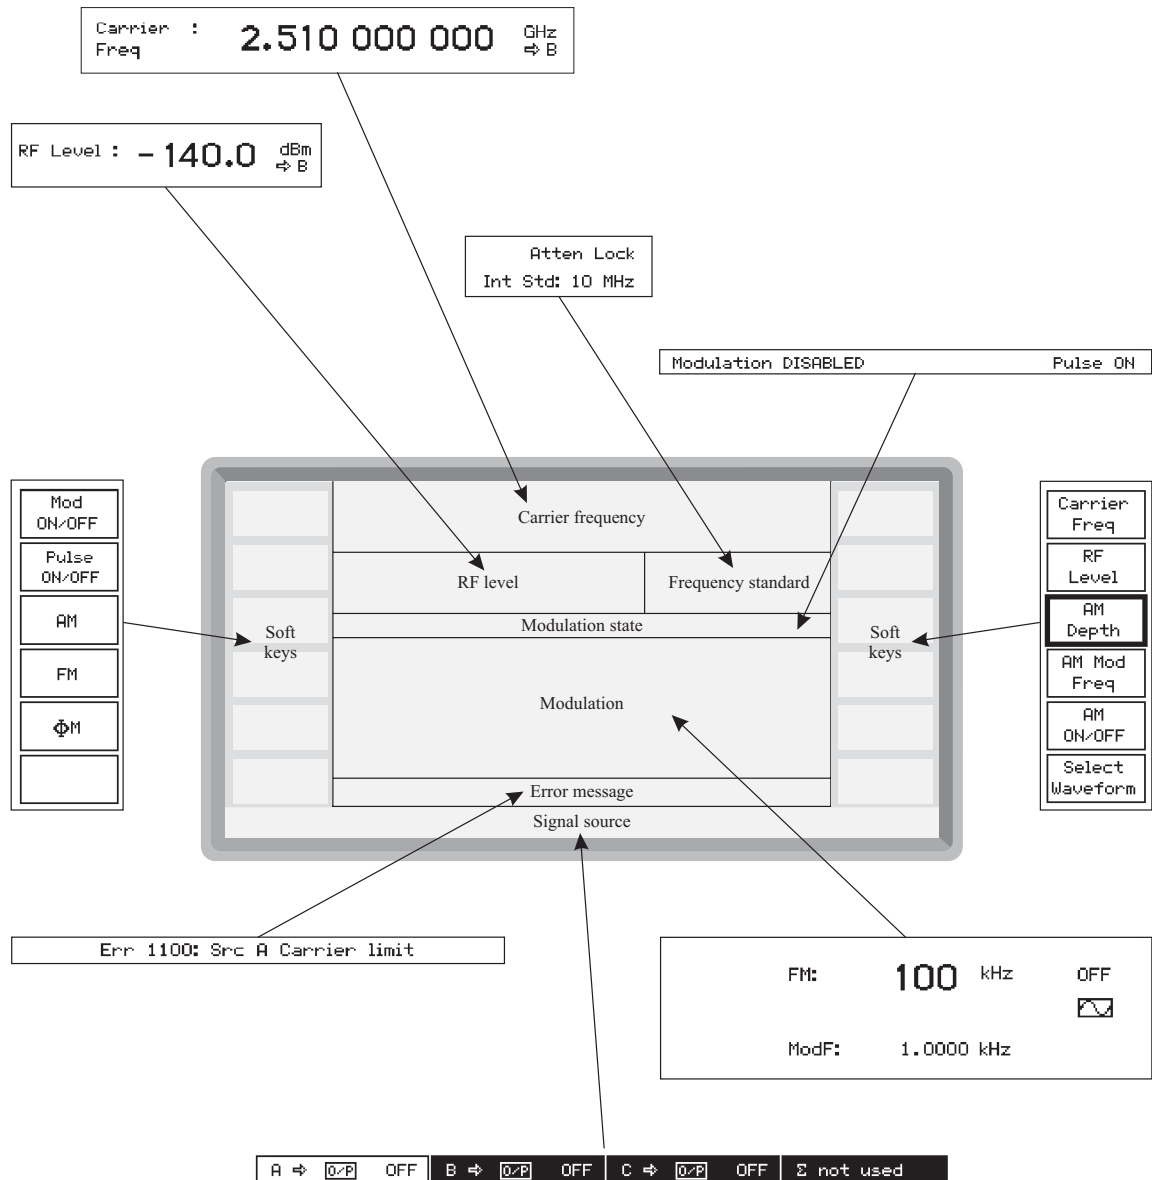 Carrier :
Freq
2.510 000 000 GHz
⇨ B
RF Level : -140.0 dBm
⇨ B
Atten Lock
Int Std: 10 MHz
Modulation DISABLED Pulse ON
Mod
ON/OFF
Pulse
ON/OFF
AM
FM
ΦM
Soft
keys
Carrier frequency
RF level
Frequency standard
Modulation state
Modulation
Error message
Signal source
Soft
keys
Carrier
Freq
RF
Level
AM
Depth
AM Mod
Freq
AM
ON/OFF
Select
Waveform
Err 1100: Src A Carrier limit
FM: 100 kHz OFF
ModF: 1.0000 kHz
A ⇨ O/P OFF B ⇨ O/P OFF C ⇨ O/P OFF Σ not used